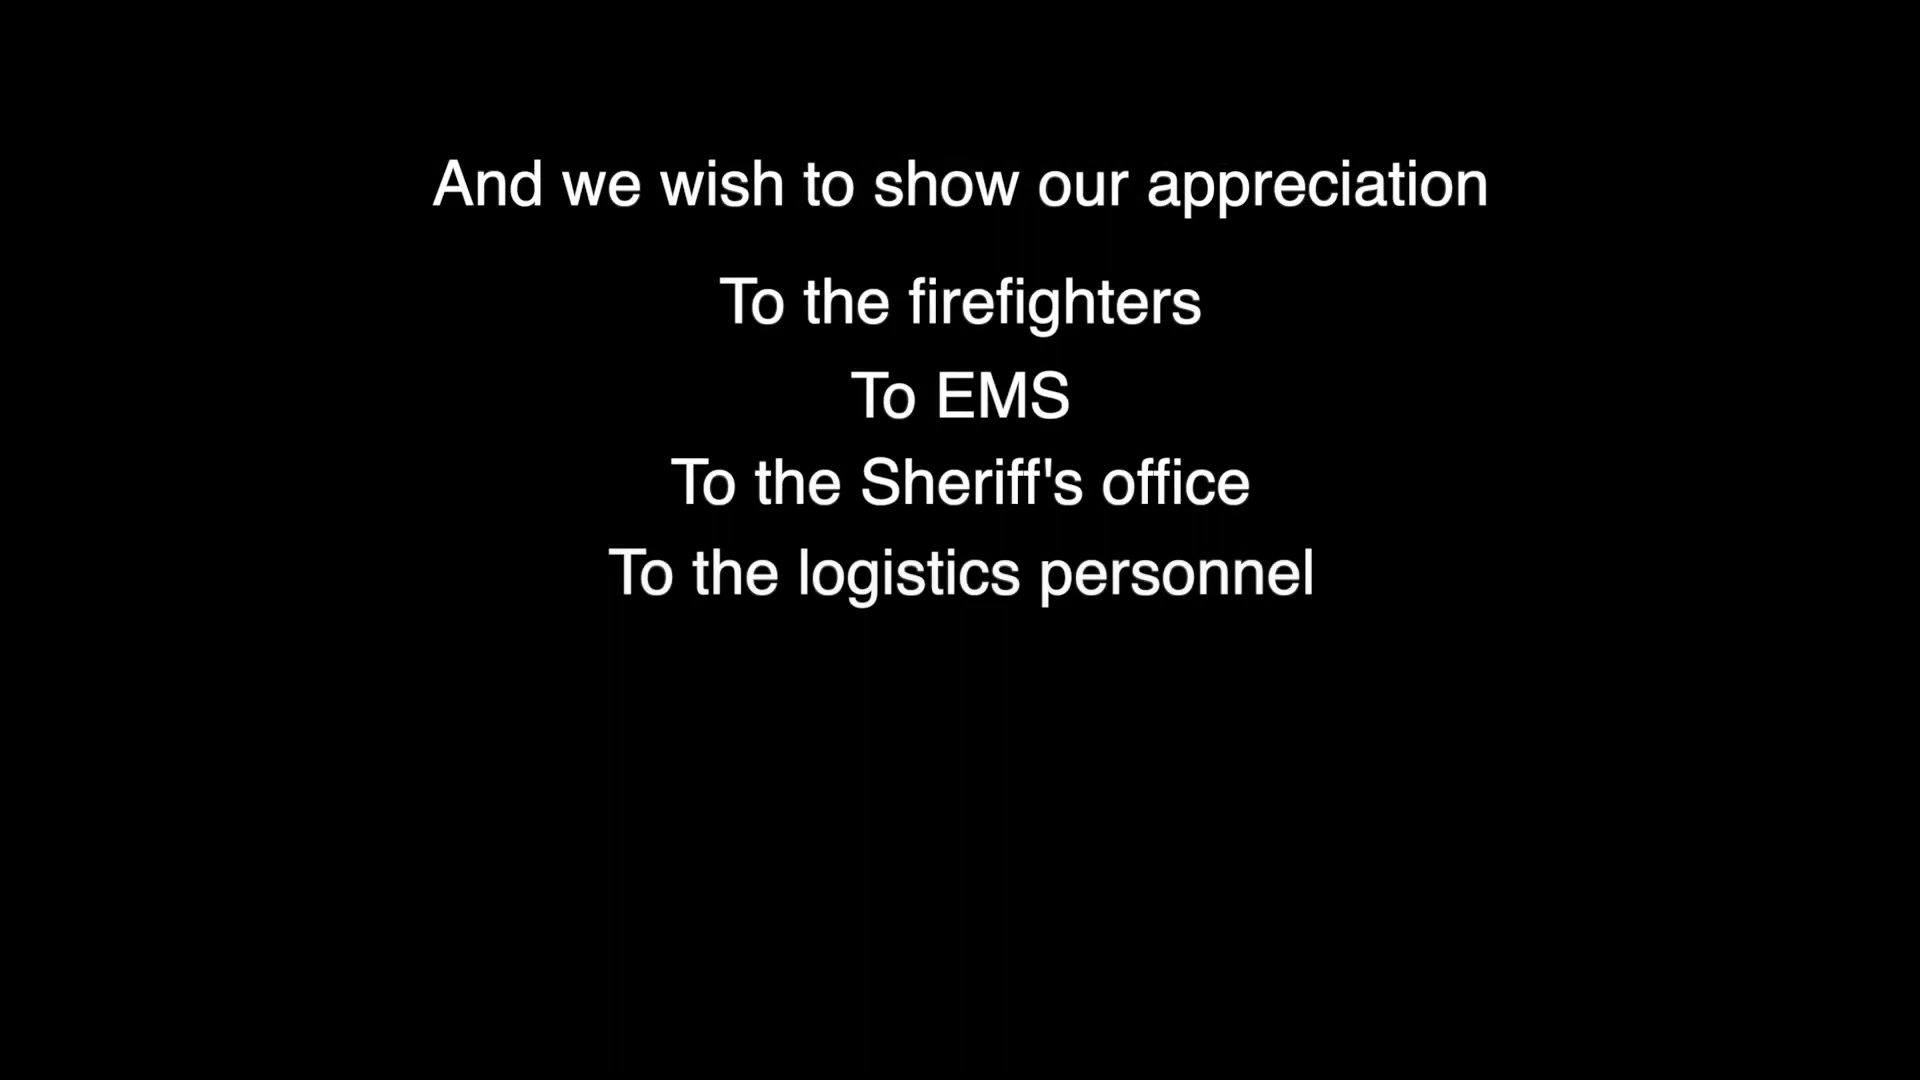 And we wish to show our appreciation
To the firefighters
To EMS
To the Sheriff's office
To the logistics personnel